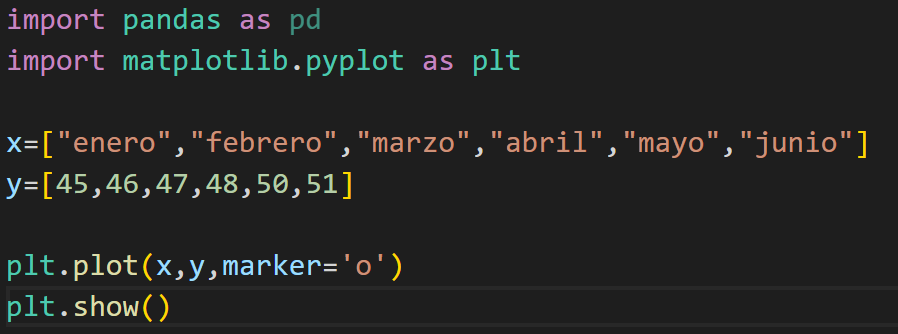 import pandas as pd
import matplotlib.pyplot as plt
x=["enero","febrero","marzo","abril","mayo","junio"]
y=[45,46,47,48,50,51]
plt.plot(x,y,marker='o')
plt.show()